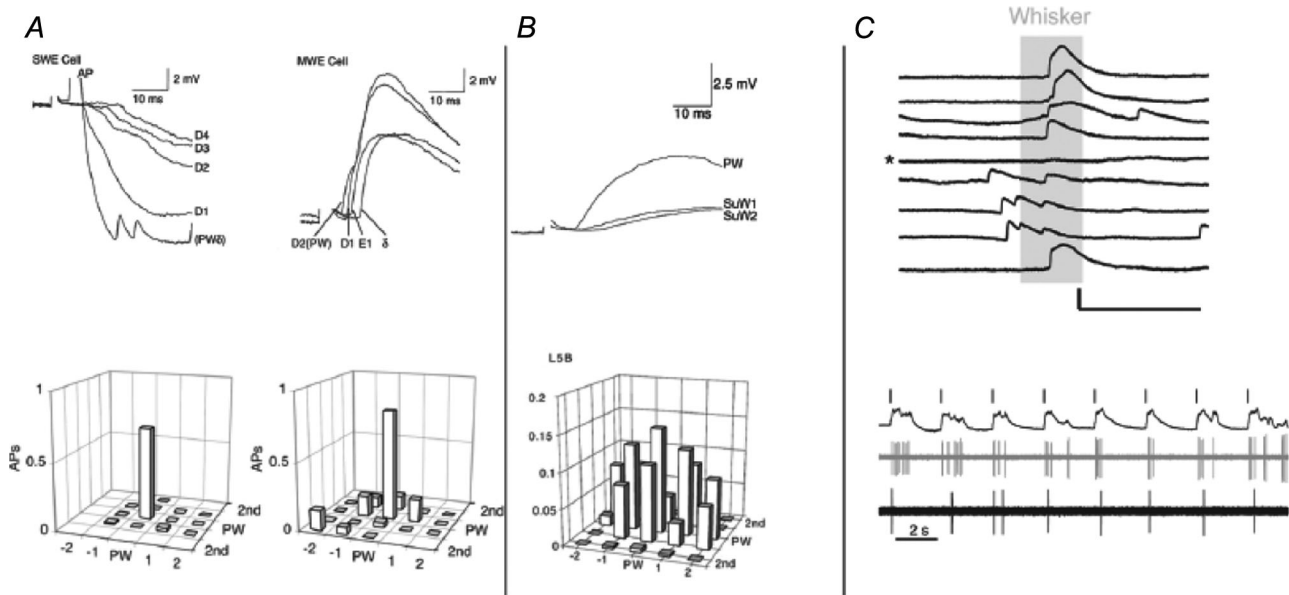 A
SWE Cell
AP
2 mV
10 ms
D4
D3
D2
D1
(PWδ)
MWE Cell
2 mV
10 ms
D2(PW) D1 E1 δ
1
0.5
0
APs
-2
-1
PW
1
2
2nd
PW
2nd
1
0.5
0
APs
-2
-1
PW
1
2
2nd
PW
2nd
B
2.5 mV
10 ms
PW
SuW1
SuW2
L5B
0.2
0.15
0.1
0.05
0
-2
-1
PW
1
2
2nd
PW
2nd
C
Whisker
*
2 s